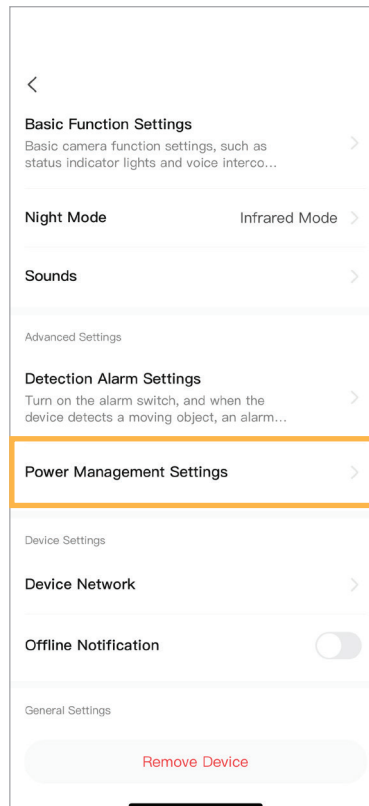 Basic Function Settings
Basic camera function settings, such as
status indicator lights and voice interco...
Night Mode Infrared Mode
Sounds
Advanced Settings
Detection Alarm Settings
Turn on the alarm switch, and when the
device detects a moving object, an alarm...
Power Management Settings
Device Settings
Device Network
Offline Notification
General Settings
Remove Device